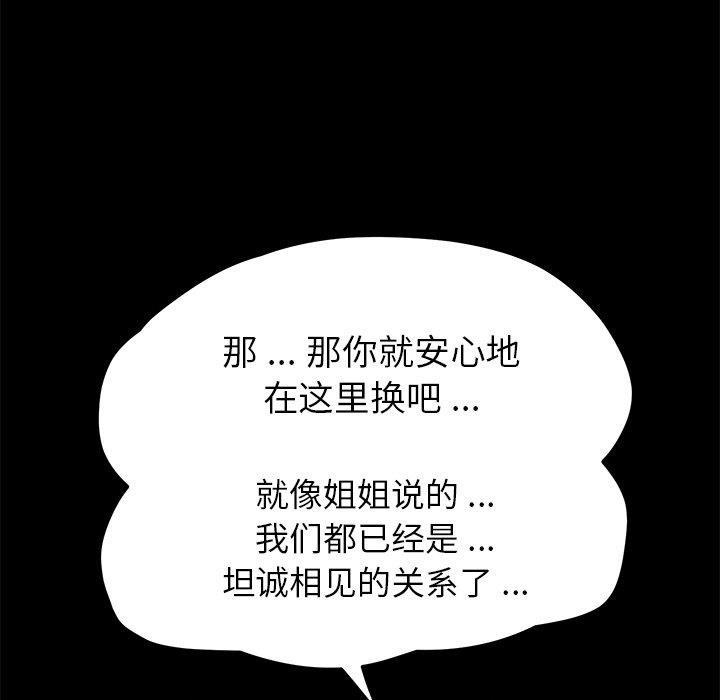 那 ... 那你就安心地
在这里换吧 ...
就像姐姐说的 ...
我们都已经是 ...
坦诚相见的关系了 ...